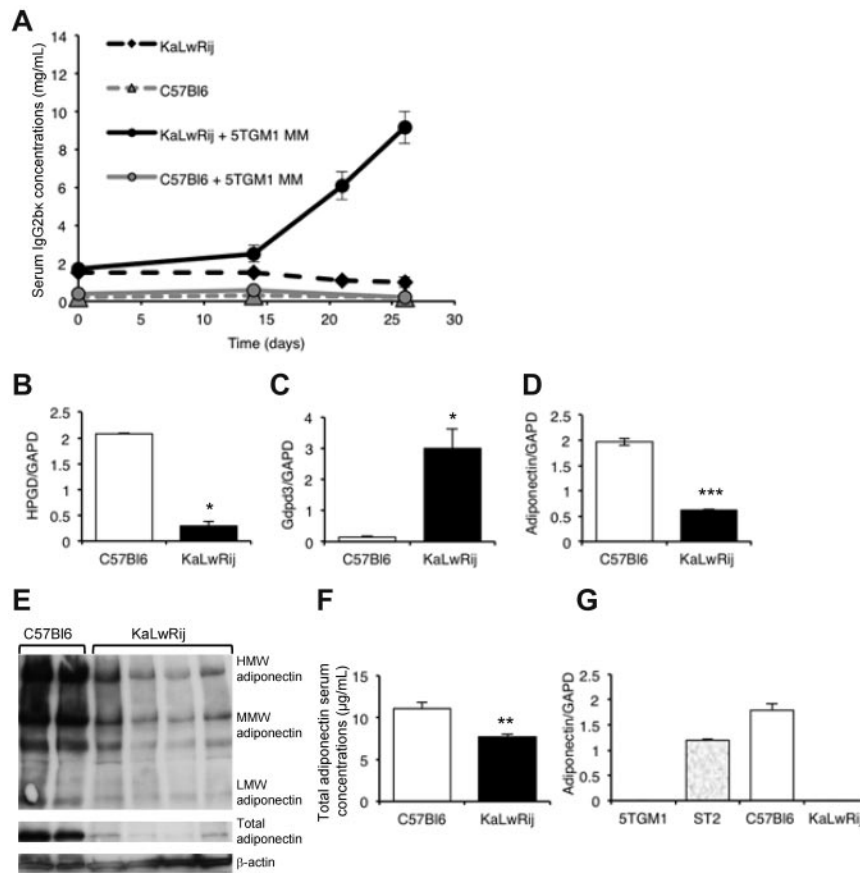 A
Serum IgG2bκ concentrations (mg/mL)
14
12
10
8
6
4
2
0
KaLwRij
C57Bl6
KaLwRij + 5TGM1 MM
C57Bl6 + 5TGM1 MM
0 5 10 15 20 25 30
Time (days)
B
HPGD/GAPD
2.5
2
1.5
1
0.5
0
*
C57Bl6 KaLwRij
C
Gdpd3/GAPD
4
3
2
1
0
*
C57Bl6 KaLwRij
D
Adiponectin/GAPD
2.5
2
1.5
1
0.5
0
***
C57Bl6 KaLwRij
E
C57Bl6 KaLwRij
HMW
adiponectin
MMW
adiponectin
LMW
adiponectin
Total
adiponectin
β-actin
F
Total adiponectin serum
concentrations (μg/mL)
15
10
5
0
**
C57Bl6 KaLwRij
G
Adiponectin/GAPD
2.5
2
1.5
1
0.5
0
5TGM1 ST2 C57Bl6 KaLwRij